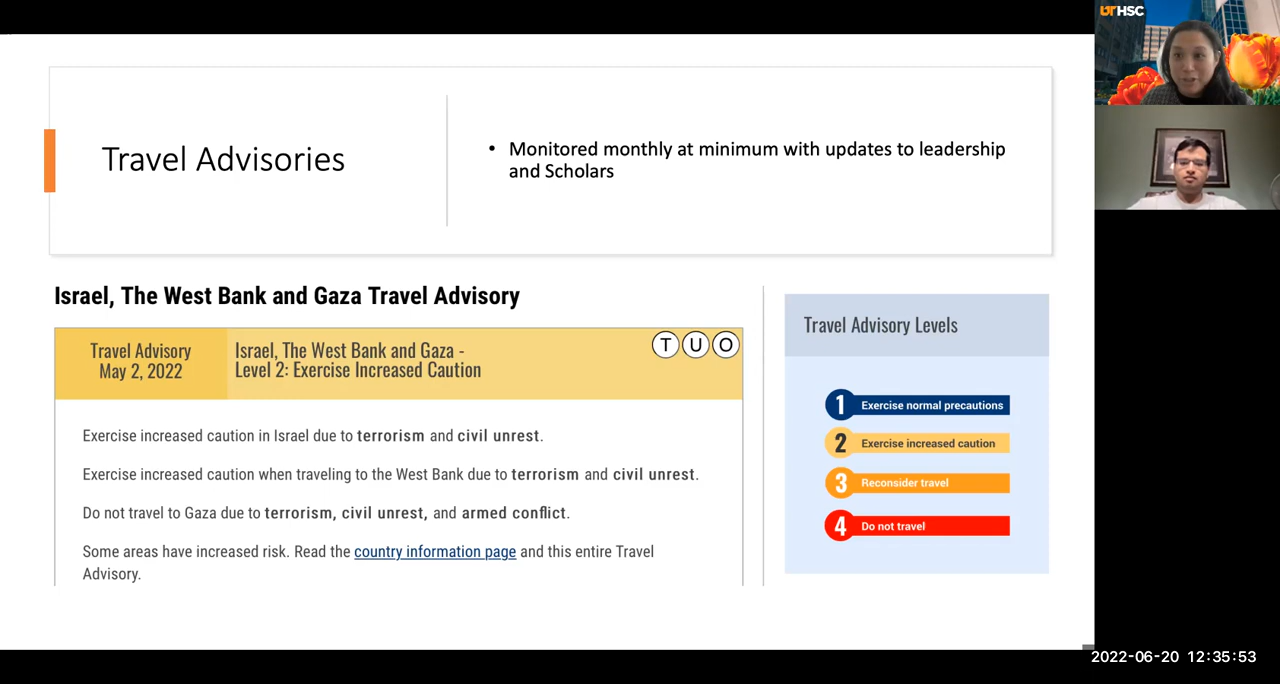 UTHSC
Travel Advisories
• Monitored monthly at minimum with updates to leadership
and Scholars
Israel, The West Bank and Gaza Travel Advisory
Travel Advisory
May 2, 2022
Israel, The West Bank and Gaza -
Level 2: Exercise Increased Caution
T U O
Exercise increased caution in Israel due to terrorism and civil unrest.
Exercise increased caution when traveling to the West Bank due to terrorism and civil unrest.
Do not travel to Gaza due to terrorism, civil unrest, and armed conflict.
Some areas have increased risk. Read the country information page and this entire Travel
Advisory.
Travel Advisory Levels
1 Exercise normal precautions
2 Exercise increased caution
3 Reconsider travel
4 Do not travel
2022-06-20 12:35:53